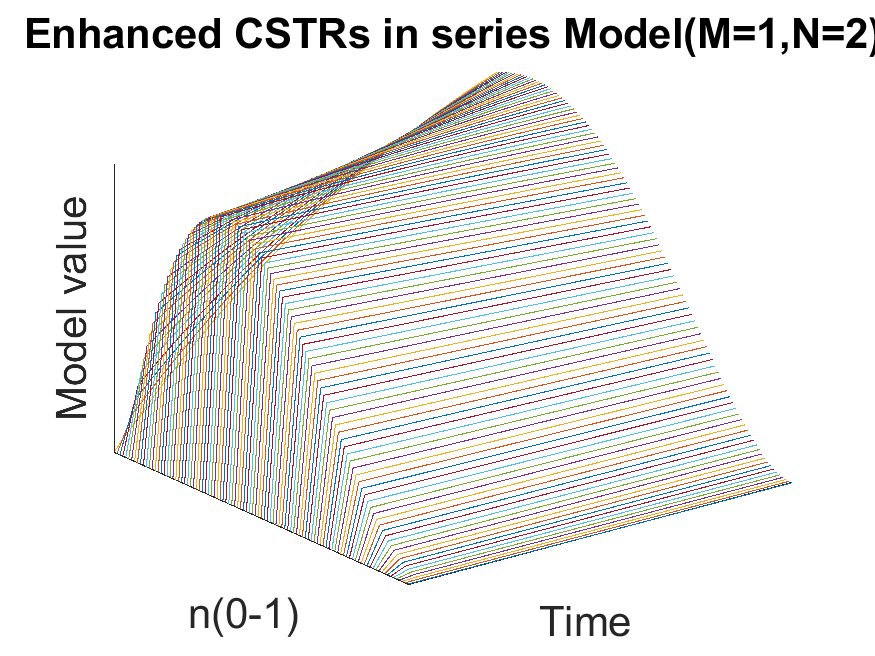 Enhanced CSTRs in series Model(M=1,N=2)
Model value
n(0-1)
Time